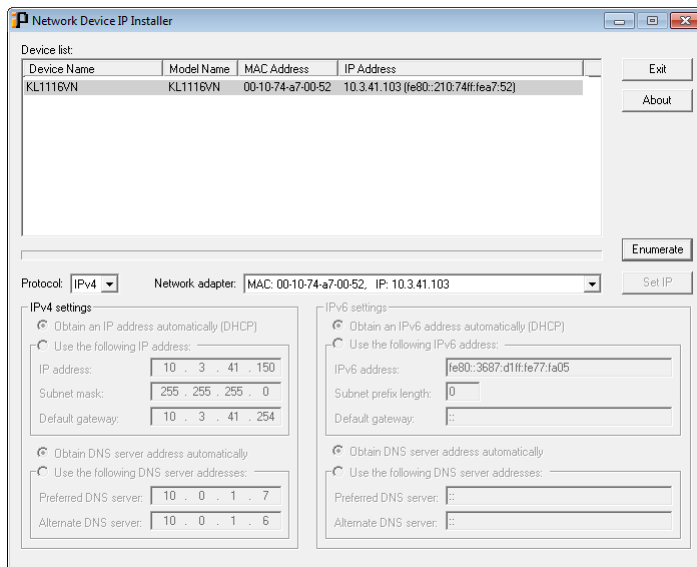 Network Device IP Installer
Device list:
Device Name Model Name MAC Address IP Address
KL1116VN KL1116VN 00-10-74-a7-00-52 10.3.41.103 (fe80::210:74ff:fea7:52)
Exit
About
Enumerate
Protocol: IPv4 Network adapter: MAC: 00-10-74-a7-00-52, IP: 10.3.41.103 Set IP
IPv4 settings
Obtain an IP address automatically (DHCP)
Use the following IP address:
IP address: 10 . 3 . 41 . 150
Subnet mask: 255 . 255 . 255 . 0
Default gateway: 10 . 3 . 41 . 254
Obtain DNS server address automatically
Use the following DNS server addresses:
Preferred DNS server: 10 . 0 . 1 . 7
Alternate DNS server: 10 . 0 . 1 . 6
IPv6 settings
Obtain an IPv6 address automatically (DHCP)
Use the following IPv6 address:
IPv6 address: fe80::3687:d1ff:fe77:fa05
Subnet prefix length: 0
Default gateway: ::
Obtain DNS server address automatically
Use the following DNS server addresses:
Preferred DNS server: ::
Alternate DNS server: ::